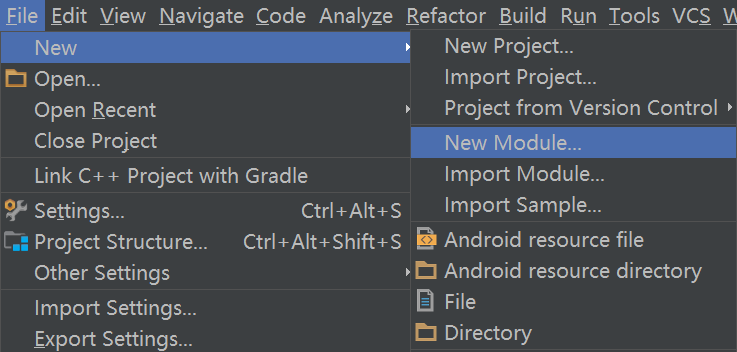 File Edit View Navigate Code Analyze Refactor Build Run Tools VCS
New
Open...
Open Recent
Close Project
Link C++ Project with Gradle
Settings... Ctrl+Alt+S
Project Structure... Ctrl+Alt+Shift+S
Other Settings
Import Settings...
Export Settings...
New Project...
Import Project...
Project from Version Control
New Module...
Import Module...
Import Sample...
Android resource file
Android resource directory
File
Directory